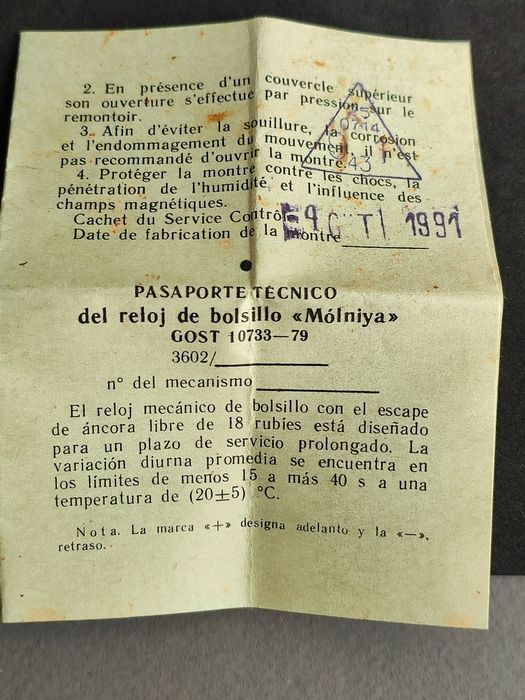 2. En présence d'un couvercle supérieur
son ouverture s'effectue par pression sur le
remontoir.
3. Afin d'éviter la souillure, la corrosion
et l'endommagement du mouvement, il n'est
pas recommandé d'ouvrir la montre.
4. Protéger la montre contre les chocs, la
pénétration de l'humidité, et l'influence des
champs magnétiques.
Cachet du Service Contrôle
Date de fabrication de la montre
5
0714
43
1991
PASAPORTE TÉCNICO
del reloj de bolsillo «Mólniya»
GOST 10733—79
3602/
n° del mecanismo
El reloj mecánico de bolsillo con el escape
de áncora libre de 18 rubíes está diseñado
para un plazo de servicio prolongado. La
variación diurna promedia se encuentra en
los límites de menos 15 a más 40 s a una
temperatura de (20±5) °C.
Nota. La marca «+» designa adelanto y la «—»,
retraso.